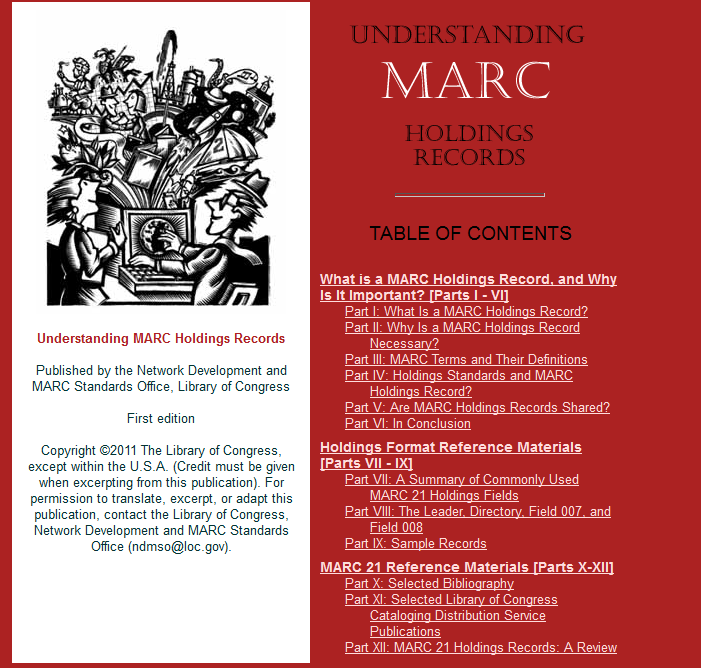 Understanding MARC Holdings Records
Published by the Network Development and
MARC Standards Office, Library of Congress
First edition
Copyright ©2011 The Library of Congress,
except within the U.S.A. (Credit must be given
when excerpting from this publication). For
permission to translate, excerpt, or adapt this
publication, contact the Library of Congress,
Network Development and MARC Standards
Office (ndmso@loc.gov).
UNDERSTANDING
MARC
HOLDINGS
RECORDS
TABLE OF CONTENTS
What is a MARC Holdings Record, and Why
Is It Important? [Parts I - VI]
Part I: What Is a MARC Holdings Record?
Part II: Why Is a MARC Holdings Record
Necessary?
Part III: MARC Terms and Their Definitions
Part IV: Holdings Standards and MARC
Holdings Record?
Part V: Are MARC Holdings Records Shared?
Part VI: In Conclusion
Holdings Format Reference Materials
[Parts VII - IX]
Part VII: A Summary of Commonly Used
MARC 21 Holdings Fields
Part VIII: The Leader, Directory, Field 007, and
Field 008
Part IX: Sample Records
MARC 21 Reference Materials [Parts X-XII]
Part X: Selected Bibliography
Part XI: Selected Library of Congress
Cataloging Distribution Service
Publications
Part XII: MARC 21 Holdings Records: A Review